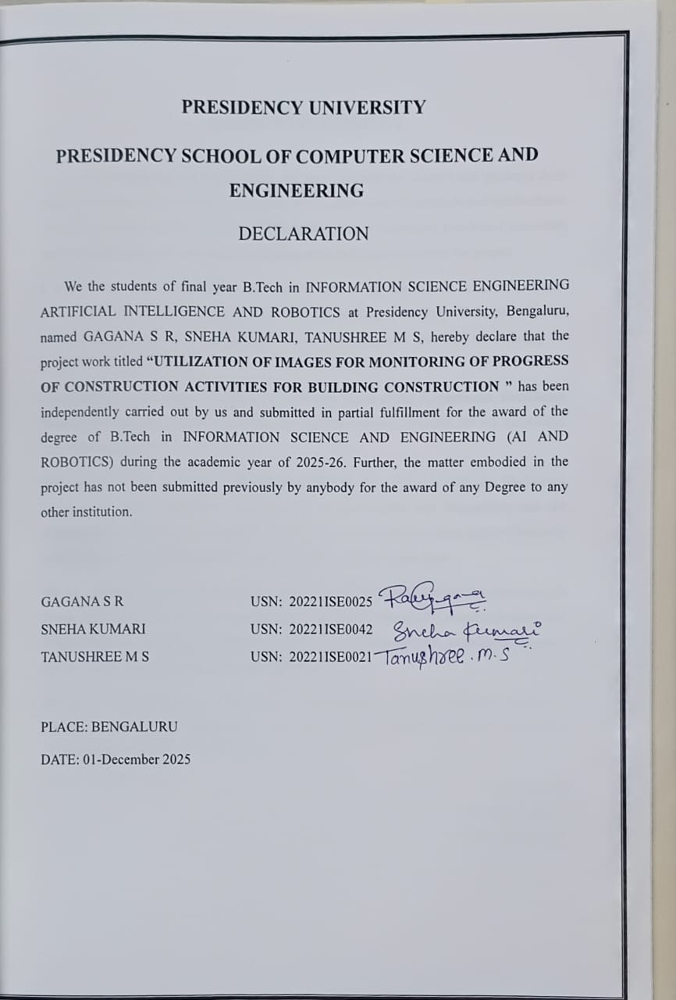 PRESIDENCY UNIVERSITY
PRESIDENCY SCHOOL OF COMPUTER SCIENCE AND
ENGINEERING
DECLARATION
We the students of final year B.Tech in INFORMATION SCIENCE ENGINEERING
ARTIFICIAL INTELLIGENCE AND ROBOTICS at Presidency University, Bengaluru,
named GAGANA S R, SNEHA KUMARI, TANUSHREE M S, hereby declare that the
project work titled “UTILIZATION OF IMAGES FOR MONITORING OF PROGRESS
OF CONSTRUCTION ACTIVITIES FOR BUILDING CONSTRUCTION ” has been
independently carried out by us and submitted in partial fulfillment for the award of the
degree of B.Tech in INFORMATION SCIENCE AND ENGINEERING (AI AND
ROBOTICS) during the academic year of 2025-26. Further, the matter embodied in the
project has not been submitted previously by anybody for the award of any Degree to any
other institution.
GAGANA S R USN: 20221ISE0025
SNEHA KUMARI USN: 20221ISE0042 Sneha Kumari
TANUSHREE M S USN: 20221ISE0021 Tanushree.M.S
PLACE: BENGALURU
DATE: 01-December 2025